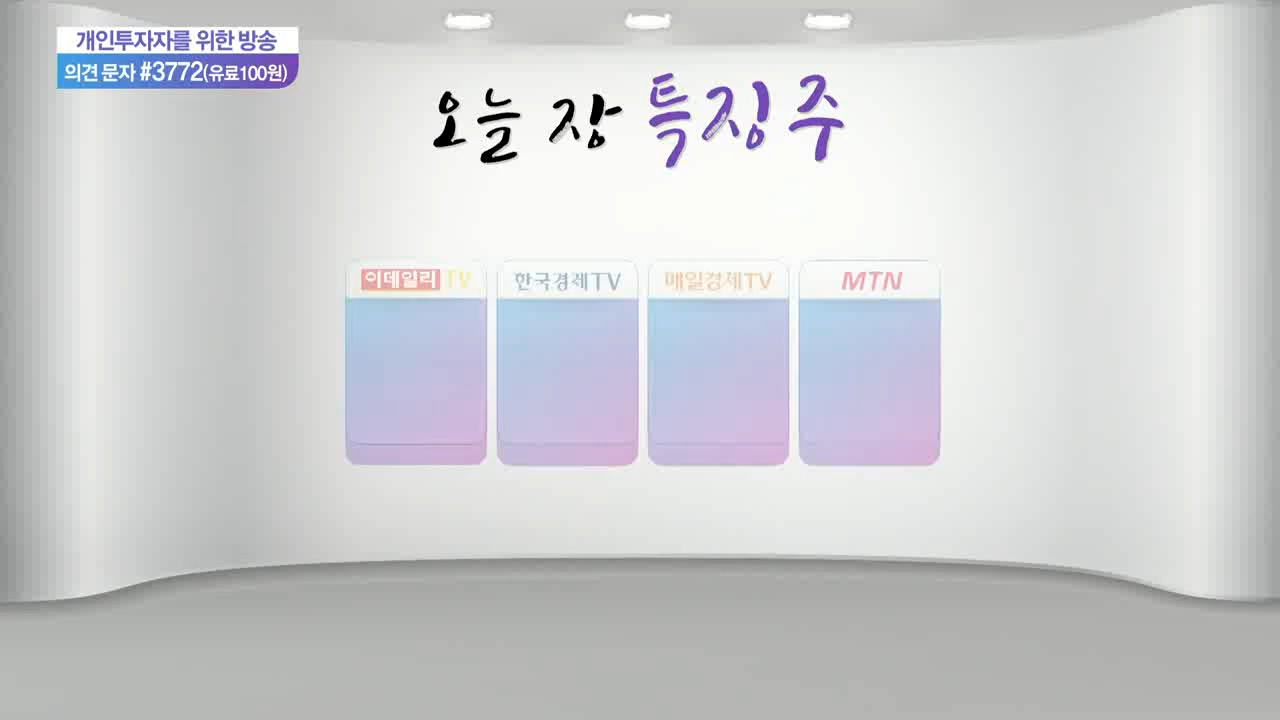 개인투자자를 위한 방송
의견 문자 #3772(유료100원)
오늘 장 특징주
이데일리 TV
한국경제TV
매일경제TV
MTN